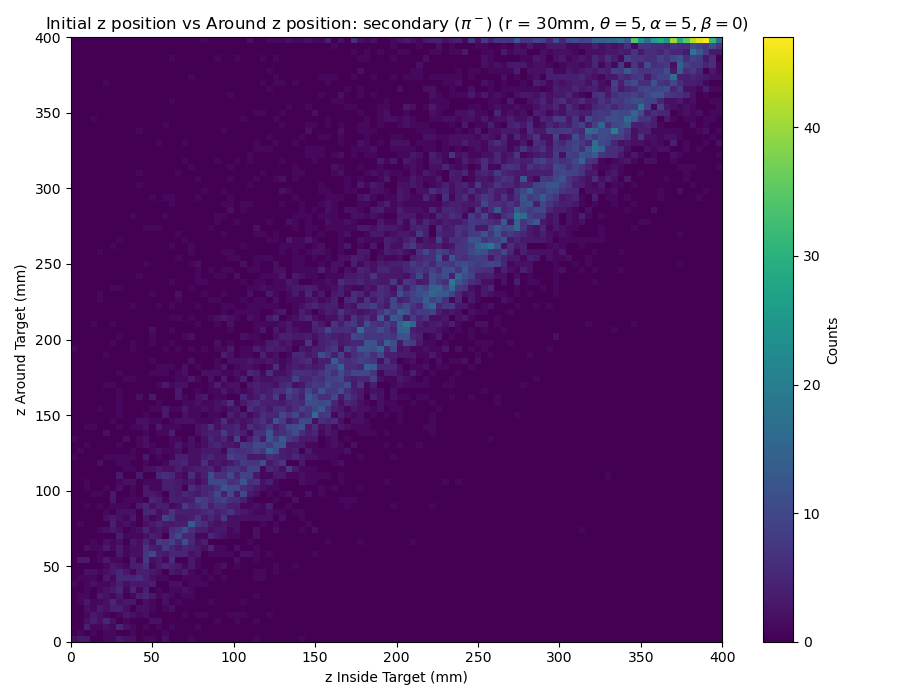 Initial z position vs Around z position: secondary (π⁻) (r = 30mm, θ = 5, α = 5, β = 0)
400
350
300
250
200
150
100
50
0
z Around Target (mm)
0 50 100 150 200 250 300 350 400
z Inside Target (mm)
40
30
20
10
0
Counts